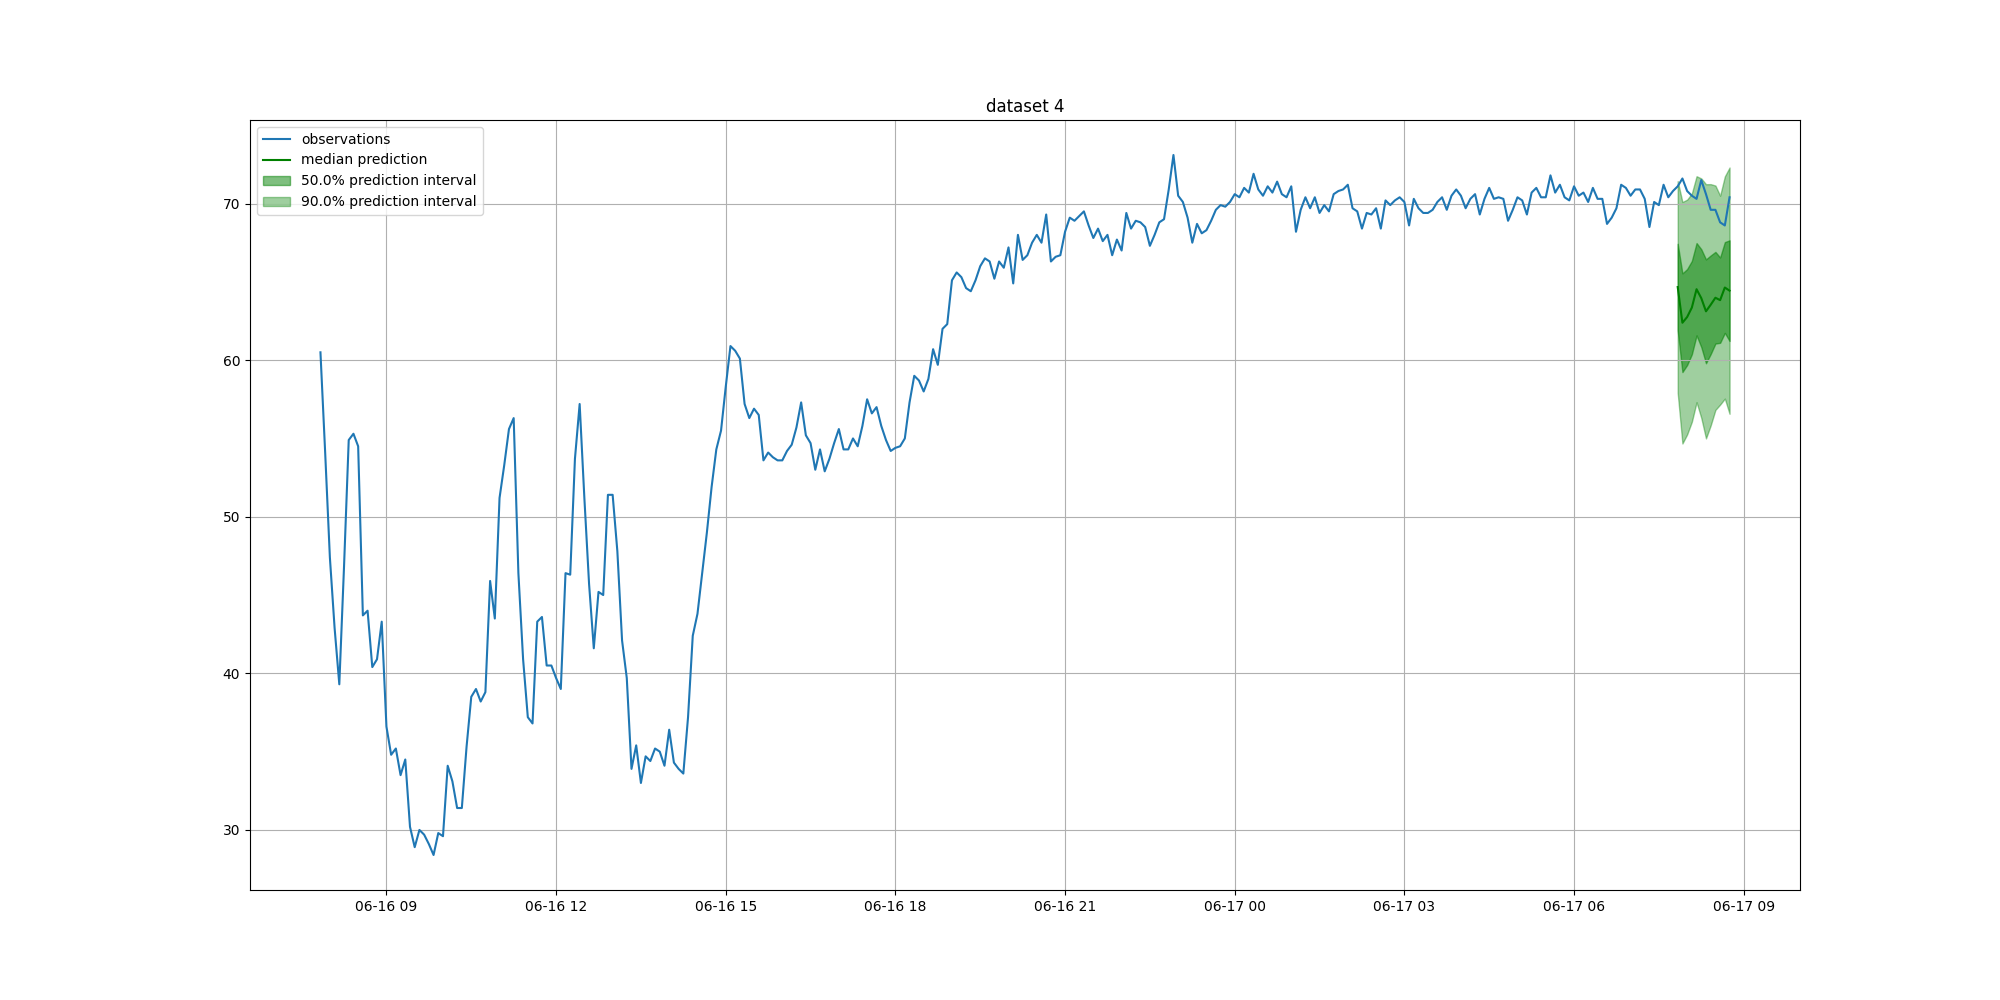 dataset 4
observations
median prediction
50.0% prediction interval
90.0% prediction interval
70
60
50
40
30
06-16 09
06-16 12
06-16 15
06-16 18
06-16 21
06-17 00
06-17 03
06-17 06
06-17 09